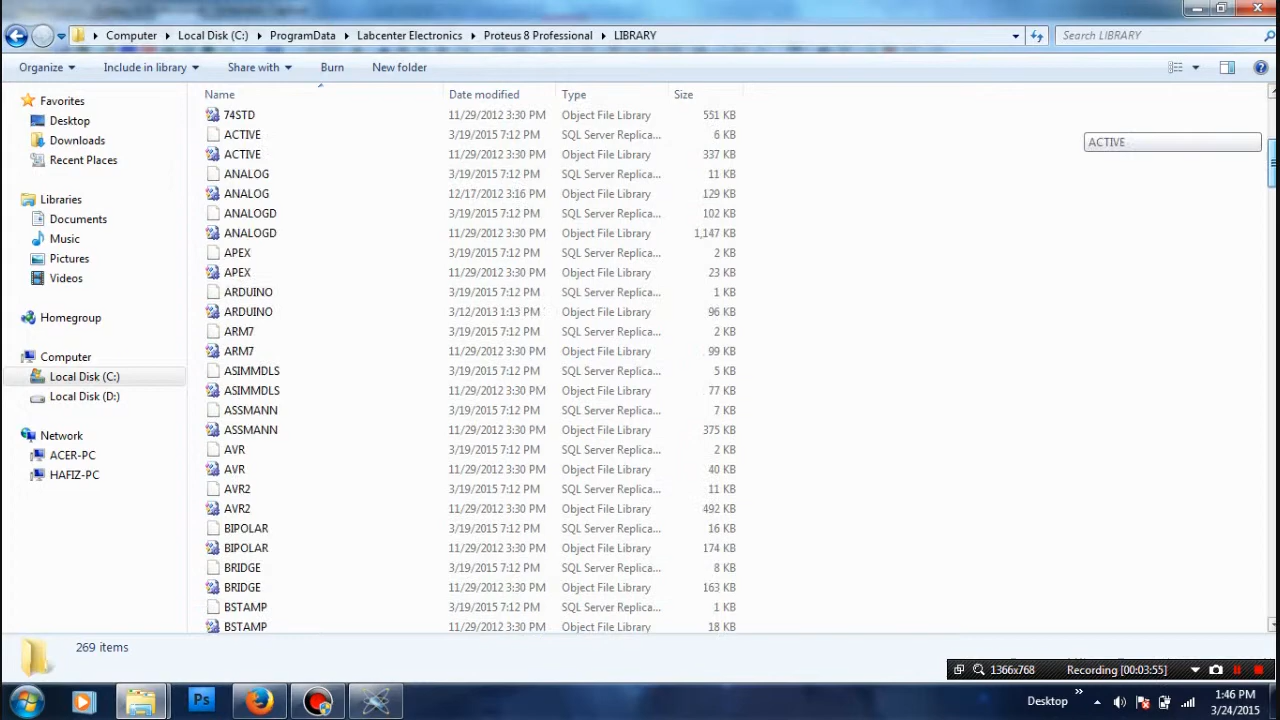 Computer Local Disk (C:) ProgramData Labcenter Electronics Proteus 8 Professional LIBRARY Search LIBRARY
Organize Include in library Share with Burn New folder
Favorites
Desktop
Downloads
Recent Places
Libraries
Documents
Music
Pictures
Videos
Homegroup
Computer
Local Disk (C:)
Local Disk (D:)
Network
ACER-PC
HAFIZ-PC
Name Date modified Type Size
74STD 11/29/2012 3:30 PM Object File Library 551 KB
ACTIVE 3/19/2015 7:12 PM SQL Server Replica... 6 KB
ACTIVE 11/29/2012 3:30 PM Object File Library 337 KB
ANALOG 3/19/2015 7:12 PM SQL Server Replica... 11 KB
ANALOG 12/17/2012 3:16 PM Object File Library 129 KB
ANALOGD 3/19/2015 7:12 PM SQL Server Replica... 102 KB
ANALOGD 11/29/2012 3:30 PM Object File Library 1,147 KB
APEX 3/19/2015 7:12 PM SQL Server Replica... 2 KB
APEX 11/29/2012 3:30 PM Object File Library 23 KB
ARDUINO 3/19/2015 7:12 PM SQL Server Replica... 1 KB
ARDUINO 3/12/2013 1:13 PM Object File Library 96 KB
ARM7 3/19/2015 7:12 PM SQL Server Replica... 2 KB
ARM7 11/29/2012 3:30 PM Object File Library 99 KB
ASIMMDLS 3/19/2015 7:12 PM SQL Server Replica... 5 KB
ASIMMDLS 11/29/2012 3:30 PM Object File Library 77 KB
ASSMANN 3/19/2015 7:12 PM SQL Server Replica... 7 KB
ASSMANN 11/29/2012 3:30 PM Object File Library 375 KB
AVR 3/19/2015 7:12 PM SQL Server Replica... 2 KB
AVR 11/29/2012 3:30 PM Object File Library 40 KB
AVR2 3/19/2015 7:12 PM SQL Server Replica... 11 KB
AVR2 11/29/2012 3:30 PM Object File Library 492 KB
BIPOLAR 3/19/2015 7:12 PM SQL Server Replica... 16 KB
BIPOLAR 11/29/2012 3:30 PM Object File Library 174 KB
BRIDGE 3/19/2015 7:12 PM SQL Server Replica... 8 KB
BRIDGE 11/29/2012 3:30 PM Object File Library 163 KB
BSTAMP 3/19/2015 7:12 PM SQL Server Replica... 1 KB
BSTAMP 11/29/2012 3:30 PM Object File Library 18 KB
ACTIVE
269 items
1366x768 Recording [00:03:55]
Ps
Desktop
1:46 PM
3/24/2015